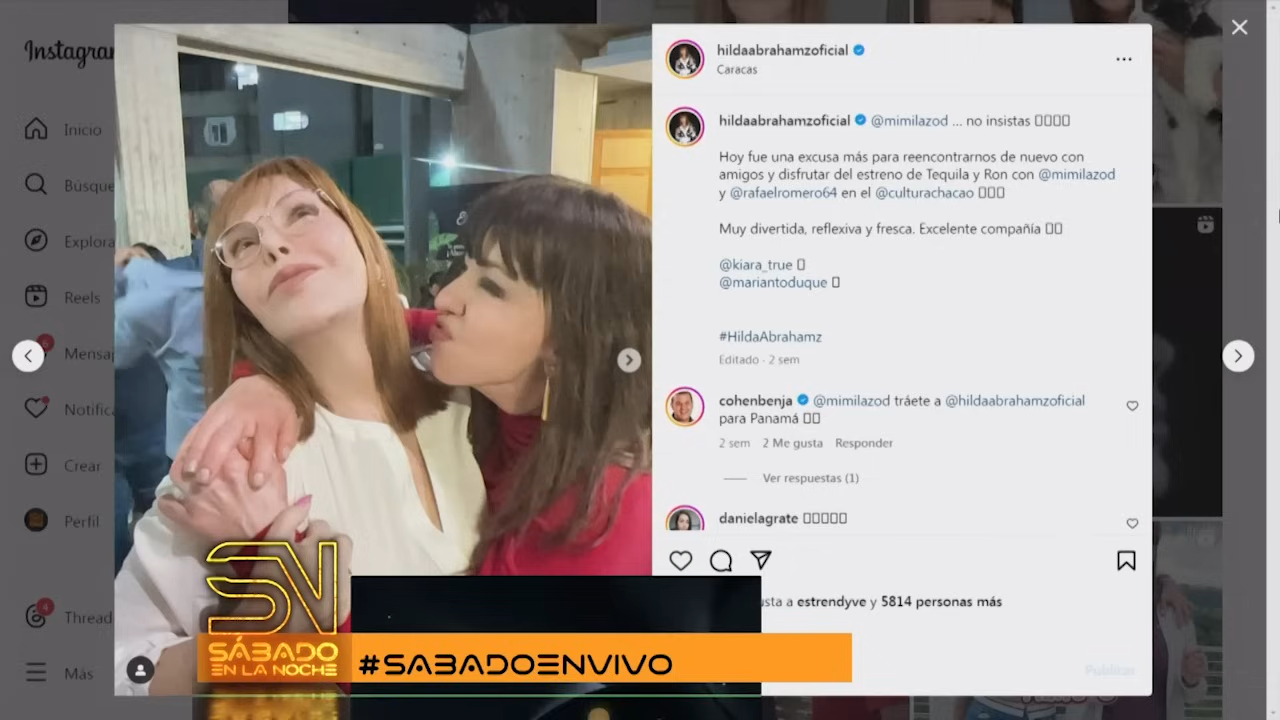 Instagram
Inicio
Búsque
Explora
Reels
6
Mensa
Notific
Crear
Perfil
4
Thread
Más
hildaabrahamzoficial
Caracas
hildaabrahamzoficial @mimilazod ... no insistas
Hoy fue una excusa más para reencontrarnos de nuevo con
amigos y disfrutar del estreno de Tequila y Ron con @mimilazod
y @rafaelromero64 en el @culturachacao
Muy divertida, reflexiva y fresca. Excelente compañía
@kiara_true
@mariantoduque
#HildaAbrahamz
Editado · 2 sem
cohenbenja @mimilazod tráete a @hildaabrahamzoficial
para Panamá
2 sem 2 Me gusta Responder
Ver respuestas (1)
danielagrate
usta a estrendyve y 5814 personas más
Publicar
SN
SÁBADO
EN LA NOCHE
#SABADOENVIVO